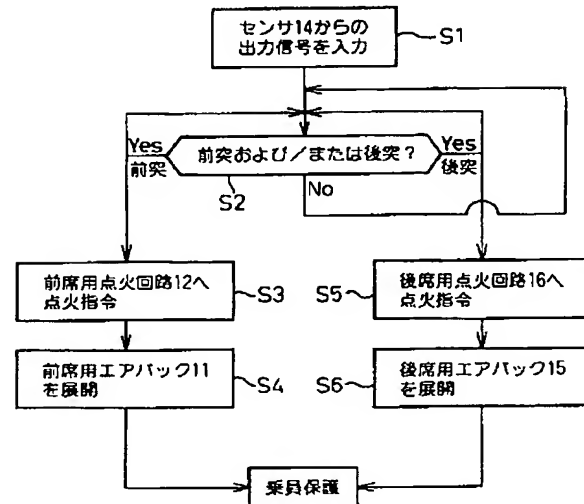 センサ14からの
出力信号を入力
S1
前突および／または後突？
Yes
前突
Yes
後突
S2
No
前席用点火回路12へ
点火指令
S3
後席用点火回路16へ
点火指令
S5
前席用エアバック11
を展開
S4
後席用エアバック15
を展開
S6
乗員保護